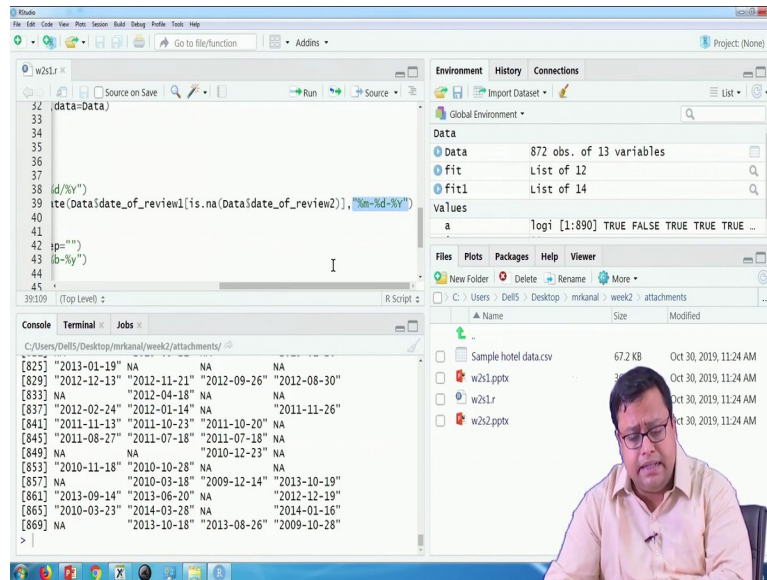 RStudio
File Edit Code View Plots Session Build Debug Profile Tools Help
Go to file/function
Addins
Project: (None)
w2s1.r
Source on Save
Run
Source
32 ,data=Data)
33
34
35
36
37
38 %d/%Y")
39 ate(Data$date_of_review1[is.na(Data$date_of_review2)],"%m-%d-%Y")
40
41
42 ep="")
43 %b-%y")
44
45
39:109 (Top Level)
R Script
Console Terminal Jobs
C:/Users/Dell5/Desktop/mrkanal/week2/attachments/
[825] "2013-01-19" NA NA NA
[829] "2012-12-13" "2012-11-21" "2012-09-26" "2012-08-30"
[833] NA "2012-04-18" NA NA
[837] "2012-02-24" "2012-01-14" NA "2011-11-26"
[841] "2011-11-13" "2011-10-23" "2011-10-20" NA
[845] "2011-08-27" "2011-07-18" "2011-07-18" NA
[849] NA NA "2010-12-23" NA
[853] "2010-11-18" "2010-10-28" NA NA
[857] NA "2010-03-18" "2009-12-14" "2013-10-19"
[861] "2013-09-14" "2013-06-20" NA "2012-12-19"
[865] "2010-03-23" "2014-03-28" NA "2014-01-16"
[869] NA "2013-10-18" "2013-08-26" "2009-10-28"
>
Environment History Connections
Import Dataset
List
Global Environment
Data
Data 872 obs. of 13 variables
fit List of 12
fit1 List of 14
Values
a logi [1:890] TRUE FALSE TRUE TRUE TRUE …
Files Plots Packages Help Viewer
New Folder Delete Rename More
C: Users Dell5 Desktop mrkanal week2 attachments
Name Size Modified
..
Sample hotel data.csv 67.2 KB Oct 30, 2019, 11:24 AM
w2s1.pptx Oct 30, 2019, 11:24 AM
w2s1.r Oct 30, 2019, 11:24 AM
w2s2.pptx Oct 30, 2019, 11:24 AM